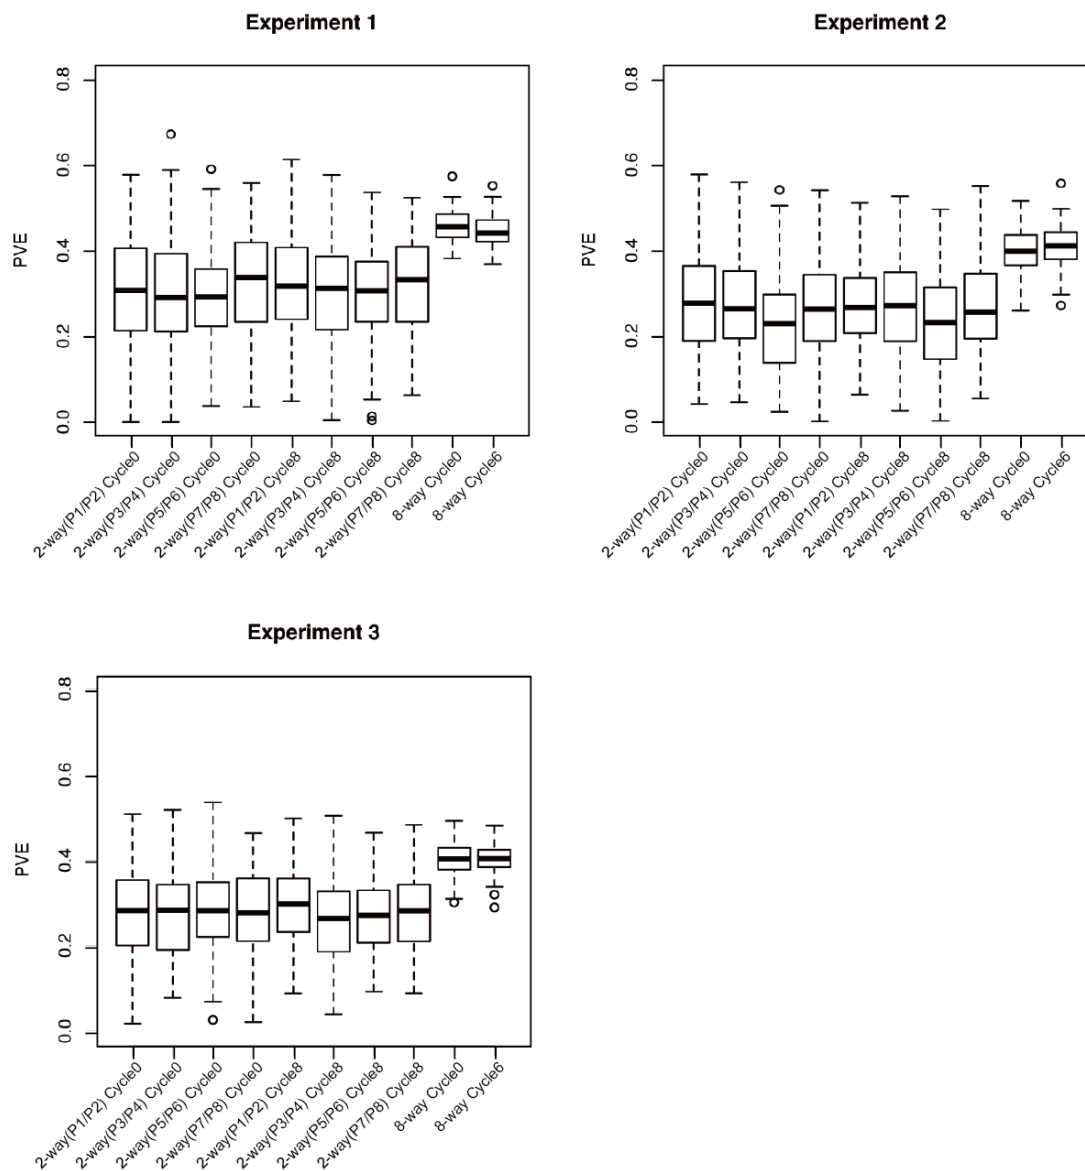 Experiment 1
PVE
0.8
0.6
0.4
0.2
0.0
2-way(P1/P2) Cycle0
2-way(P3/P4) Cycle0
2-way(P5/P6) Cycle0
2-way(P7/P8) Cycle0
2-way(P1/P2) Cycle8
2-way(P3/P4) Cycle8
2-way(P5/P6) Cycle8
2-way(P7/P8) Cycle8
8-way Cycle0
8-way Cycle6
Experiment 2
PVE
0.8
0.6
0.4
0.2
0.0
2-way(P1/P2) Cycle0
2-way(P3/P4) Cycle0
2-way(P5/P6) Cycle0
2-way(P7/P8) Cycle0
2-way(P1/P2) Cycle8
2-way(P3/P4) Cycle8
2-way(P5/P6) Cycle8
2-way(P7/P8) Cycle8
8-way Cycle0
8-way Cycle6
Experiment 3
PVE
0.8
0.6
0.4
0.2
0.0
2-way(P1/P2) Cycle0
2-way(P3/P4) Cycle0
2-way(P5/P6) Cycle0
2-way(P7/P8) Cycle0
2-way(P1/P2) Cycle8
2-way(P3/P4) Cycle8
2-way(P5/P6) Cycle8
2-way(P7/P8) Cycle8
8-way Cycle0
8-way Cycle6